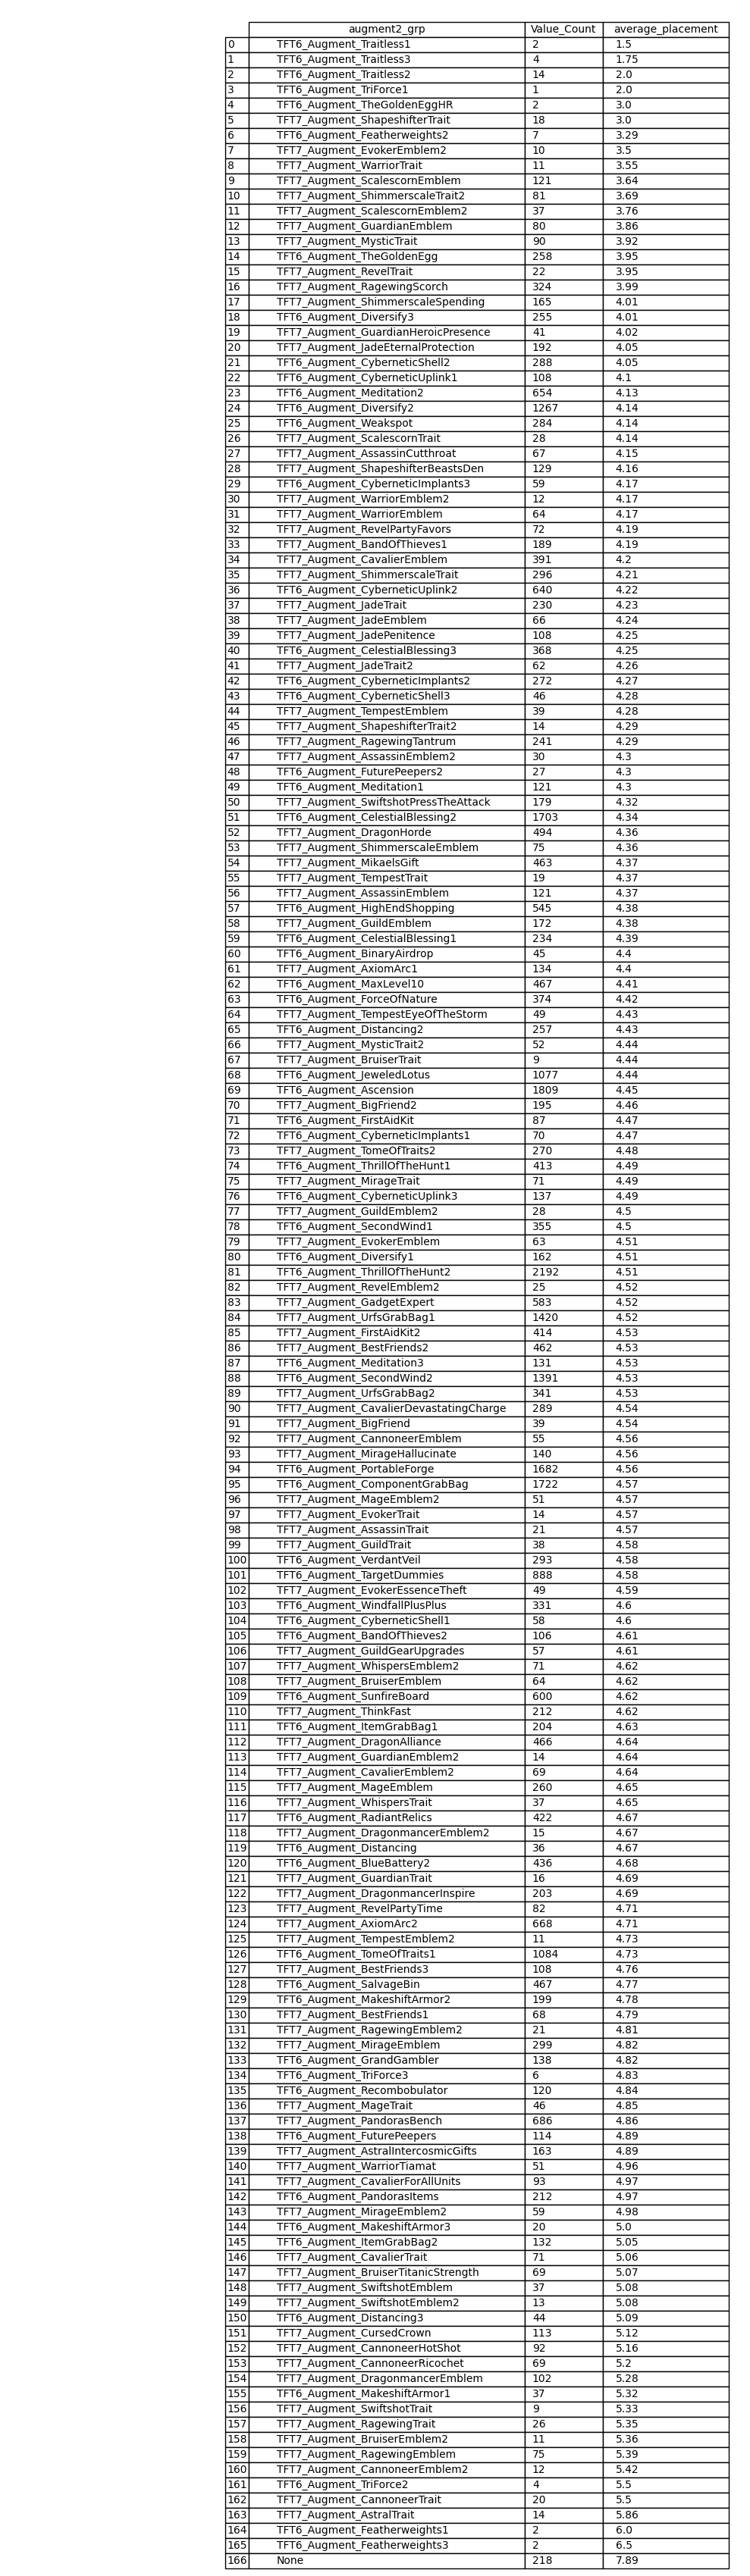 augment2_grp Value_Count average_placement
0 TFT6_Augment_Traitless1 2 1.5
1 TFT6_Augment_Traitless3 4 1.75
2 TFT6_Augment_Traitless2 14 2.0
3 TFT6_Augment_TriForce1 1 2.0
4 TFT6_Augment_TheGoldenEggHR 2 3.0
5 TFT7_Augment_ShapeshifterTrait 18 3.0
6 TFT6_Augment_Featherweights2 7 3.29
7 TFT7_Augment_EvokerEmblem2 10 3.5
8 TFT7_Augment_WarriorTrait 11 3.55
9 TFT7_Augment_ScalescornEmblem 121 3.64
10 TFT7_Augment_ShimmerscaleTrait2 81 3.69
11 TFT7_Augment_ScalescornEmblem2 37 3.76
12 TFT7_Augment_GuardianEmblem 80 3.86
13 TFT7_Augment_MysticTrait 90 3.92
14 TFT6_Augment_TheGoldenEgg 258 3.95
15 TFT7_Augment_RevelTrait 22 3.95
16 TFT7_Augment_RagewingScorch 324 3.99
17 TFT7_Augment_ShimmerscaleSpending 165 4.01
18 TFT6_Augment_Diversify3 255 4.01
19 TFT7_Augment_GuardianHeroicPresence 41 4.02
20 TFT7_Augment_JadeEternalProtection 192 4.05
21 TFT6_Augment_CyberneticShell2 288 4.05
22 TFT6_Augment_CyberneticUplink1 108 4.1
23 TFT6_Augment_Meditation2 654 4.13
24 TFT6_Augment_Diversify2 1267 4.14
25 TFT6_Augment_Weakspot 284 4.14
26 TFT7_Augment_ScalescornTrait 28 4.14
27 TFT7_Augment_AssassinCutthroat 67 4.15
28 TFT7_Augment_ShapeshifterBeastsDen 129 4.16
29 TFT6_Augment_CyberneticImplants3 59 4.17
30 TFT7_Augment_WarriorEmblem2 12 4.17
31 TFT7_Augment_WarriorEmblem 64 4.17
32 TFT7_Augment_RevelPartyFavors 72 4.19
33 TFT7_Augment_BandOfThieves1 189 4.19
34 TFT7_Augment_CavalierEmblem 391 4.2
35 TFT7_Augment_ShimmerscaleTrait 296 4.21
36 TFT6_Augment_CyberneticUplink2 640 4.22
37 TFT7_Augment_JadeTrait 230 4.23
38 TFT7_Augment_JadeEmblem 66 4.24
39 TFT7_Augment_JadePenitence 108 4.25
40 TFT6_Augment_CelestialBlessing3 368 4.25
41 TFT7_Augment_JadeTrait2 62 4.26
42 TFT6_Augment_CyberneticImplants2 272 4.27
43 TFT6_Augment_CyberneticShell3 46 4.28
44 TFT7_Augment_TempestEmblem 39 4.28
45 TFT7_Augment_ShapeshifterTrait2 14 4.29
46 TFT7_Augment_RagewingTantrum 241 4.29
47 TFT7_Augment_AssassinEmblem2 30 4.3
48 TFT6_Augment_FuturePeepers2 27 4.3
49 TFT6_Augment_Meditation1 121 4.3
50 TFT7_Augment_SwiftshotPressTheAttack 179 4.32
51 TFT6_Augment_CelestialBlessing2 1703 4.34
52 TFT7_Augment_DragonHorde 494 4.36
53 TFT7_Augment_ShimmerscaleEmblem 75 4.36
54 TFT7_Augment_MikaelsGift 463 4.37
55 TFT7_Augment_TempestTrait 19 4.37
56 TFT7_Augment_AssassinEmblem 121 4.37
57 TFT6_Augment_HighEndShopping 545 4.38
58 TFT7_Augment_GuildEmblem 172 4.38
59 TFT6_Augment_CelestialBlessing1 234 4.39
60 TFT6_Augment_BinaryAirdrop 45 4.4
61 TFT7_Augment_AxiomArc1 134 4.4
62 TFT6_Augment_MaxLevel10 467 4.41
63 TFT6_Augment_ForceOfNature 374 4.42
64 TFT7_Augment_TempestEyeOfTheStorm 49 4.43
65 TFT6_Augment_Distancing2 257 4.43
66 TFT7_Augment_MysticTrait2 52 4.44
67 TFT7_Augment_BruiserTrait 9 4.44
68 TFT6_Augment_JeweledLotus 1077 4.44
69 TFT6_Augment_Ascension 1809 4.45
70 TFT7_Augment_BigFriend2 195 4.46
71 TFT6_Augment_FirstAidKit 87 4.47
72 TFT6_Augment_CyberneticImplants1 70 4.47
73 TFT7_Augment_TomeOfTraits2 270 4.48
74 TFT6_Augment_ThrillOfTheHunt1 413 4.49
75 TFT7_Augment_MirageTrait 71 4.49
76 TFT6_Augment_CyberneticUplink3 137 4.49
77 TFT7_Augment_GuildEmblem2 28 4.5
78 TFT6_Augment_SecondWind1 355 4.5
79 TFT7_Augment_EvokerEmblem 63 4.51
80 TFT6_Augment_Diversify1 162 4.51
81 TFT6_Augment_ThrillOfTheHunt2 2192 4.51
82 TFT7_Augment_RevelEmblem2 25 4.52
83 TFT7_Augment_GadgetExpert 583 4.52
84 TFT7_Augment_UrfsGrabBag1 1420 4.52
85 TFT7_Augment_FirstAidKit2 414 4.53
86 TFT7_Augment_BestFriends2 462 4.53
87 TFT6_Augment_Meditation3 131 4.53
88 TFT6_Augment_SecondWind2 1391 4.53
89 TFT7_Augment_UrfsGrabBag2 341 4.53
90 TFT7_Augment_CavalierDevastatingCharge 289 4.54
91 TFT7_Augment_BigFriend 39 4.54
92 TFT7_Augment_CannoneerEmblem 55 4.56
93 TFT7_Augment_MirageHallucinate 140 4.56
94 TFT6_Augment_PortableForge 1682 4.56
95 TFT6_Augment_ComponentGrabBag 1722 4.57
96 TFT7_Augment_MageEmblem2 51 4.57
97 TFT7_Augment_EvokerTrait 14 4.57
98 TFT7_Augment_AssassinTrait 21 4.57
99 TFT7_Augment_GuildTrait 38 4.58
100 TFT6_Augment_VerdantVeil 293 4.58
101 TFT6_Augment_TargetDummies 888 4.58
102 TFT7_Augment_EvokerEssenceTheft 49 4.59
103 TFT6_Augment_WindfallPlusPlus 331 4.6
104 TFT6_Augment_CyberneticShell1 58 4.6
105 TFT6_Augment_BandOfThieves2 106 4.61
106 TFT7_Augment_GuildGearUpgrades 57 4.61
107 TFT7_Augment_WhispersEmblem2 71 4.62
108 TFT7_Augment_BruiserEmblem 64 4.62
109 TFT6_Augment_SunfireBoard 600 4.62
110 TFT7_Augment_ThinkFast 212 4.62
111 TFT6_Augment_ItemGrabBag1 204 4.63
112 TFT7_Augment_DragonAlliance 466 4.64
113 TFT7_Augment_GuardianEmblem2 14 4.64
114 TFT7_Augment_CavalierEmblem2 69 4.64
115 TFT7_Augment_MageEmblem 260 4.65
116 TFT7_Augment_WhispersTrait 37 4.65
117 TFT6_Augment_RadiantRelics 422 4.67
118 TFT7_Augment_DragonmancerEmblem2 15 4.67
119 TFT6_Augment_Distancing 36 4.67
120 TFT6_Augment_BlueBattery2 436 4.68
121 TFT7_Augment_GuardianTrait 16 4.69
122 TFT7_Augment_DragonmancerInspire 203 4.69
123 TFT7_Augment_RevelPartyTime 82 4.71
124 TFT7_Augment_AxiomArc2 668 4.71
125 TFT7_Augment_TempestEmblem2 11 4.73
126 TFT6_Augment_TomeOfTraits1 1084 4.73
127 TFT7_Augment_BestFriends3 108 4.76
128 TFT6_Augment_SalvageBin 467 4.77
129 TFT6_Augment_MakeshiftArmor2 199 4.78
130 TFT7_Augment_BestFriends1 68 4.79
131 TFT7_Augment_RagewingEmblem2 21 4.81
132 TFT7_Augment_MirageEmblem 299 4.82
133 TFT6_Augment_GrandGambler 138 4.82
134 TFT6_Augment_TriForce3 6 4.83
135 TFT6_Augment_Recombobulator 120 4.84
136 TFT7_Augment_MageTrait 46 4.85
137 TFT7_Augment_PandorasBench 686 4.86
138 TFT6_Augment_FuturePeepers 114 4.89
139 TFT7_Augment_AstralIntercosmicGifts 163 4.89
140 TFT7_Augment_WarriorTiamat 51 4.96
141 TFT7_Augment_CavalierForAllUnits 93 4.97
142 TFT6_Augment_PandorasItems 212 4.97
143 TFT7_Augment_MirageEmblem2 59 4.98
144 TFT6_Augment_MakeshiftArmor3 20 5.0
145 TFT6_Augment_ItemGrabBag2 132 5.05
146 TFT7_Augment_CavalierTrait 71 5.06
147 TFT7_Augment_BruiserTitanicStrength 69 5.07
148 TFT7_Augment_SwiftshotEmblem 37 5.08
149 TFT7_Augment_SwiftshotEmblem2 13 5.08
150 TFT6_Augment_Distancing3 44 5.09
151 TFT7_Augment_CursedCrown 113 5.12
152 TFT7_Augment_CannoneerHotShot 92 5.16
153 TFT7_Augment_CannoneerRicochet 69 5.2
154 TFT7_Augment_DragonmancerEmblem 102 5.28
155 TFT6_Augment_MakeshiftArmor1 37 5.32
156 TFT7_Augment_SwiftshotTrait 9 5.33
157 TFT7_Augment_RagewingTrait 26 5.35
158 TFT7_Augment_BruiserEmblem2 11 5.36
159 TFT7_Augment_RagewingEmblem 75 5.39
160 TFT7_Augment_CannoneerEmblem2 12 5.42
161 TFT6_Augment_TriForce2 4 5.5
162 TFT7_Augment_CannoneerTrait 20 5.5
163 TFT7_Augment_AstralTrait 14 5.86
164 TFT6_Augment_Featherweights1 2 6.0
165 TFT6_Augment_Featherweights3 2 6.5
166 None 218 7.89